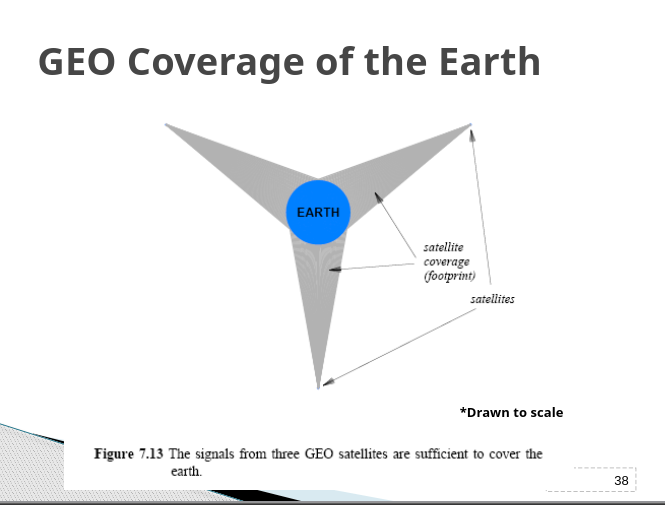 GEO Coverage of the Earth
EARTH
satellite
coverage
(footprint)
satellites
*Drawn to scale
Figure 7.13 The signals from three GEO satellites are sufficient to cover the
earth.
38